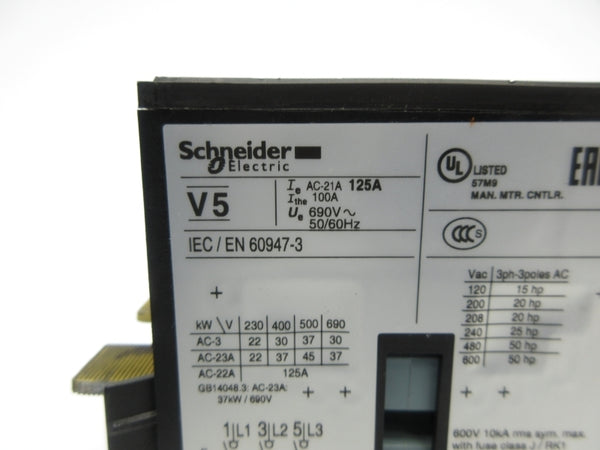 Schneider
Electric
V5
Ie AC-21A 125A
Ithe 100A
Ue 690V~
50/60Hz
IEC / EN 60947-3
UL LISTED
57M9
MAN. MTR. CNTLR.
EAC
CCC S
Vac 3ph-3poles AC
120 15 hp
200 20 hp
208 20 hp
240 25 hp
480 50 hp
600 50 hp
kW \ V 230 400 500 690
AC-3 22 30 37 30
AC-23A 22 37 45 37
AC-22A 125A
GB14048.3: AC-23A:
37kW / 690V
1 L1 3 L2 5 L3
600V 10kA rms sym. max.
with fuse class J / RK1